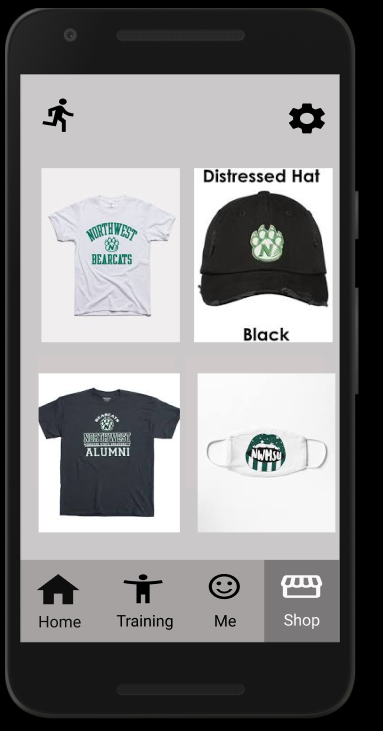 NORTHWEST
BEARCATS
Distressed Hat
N
Black
BEARCATS
NORTHWEST
ALUMNI
NWMSU
Home
Training
Me
Shop